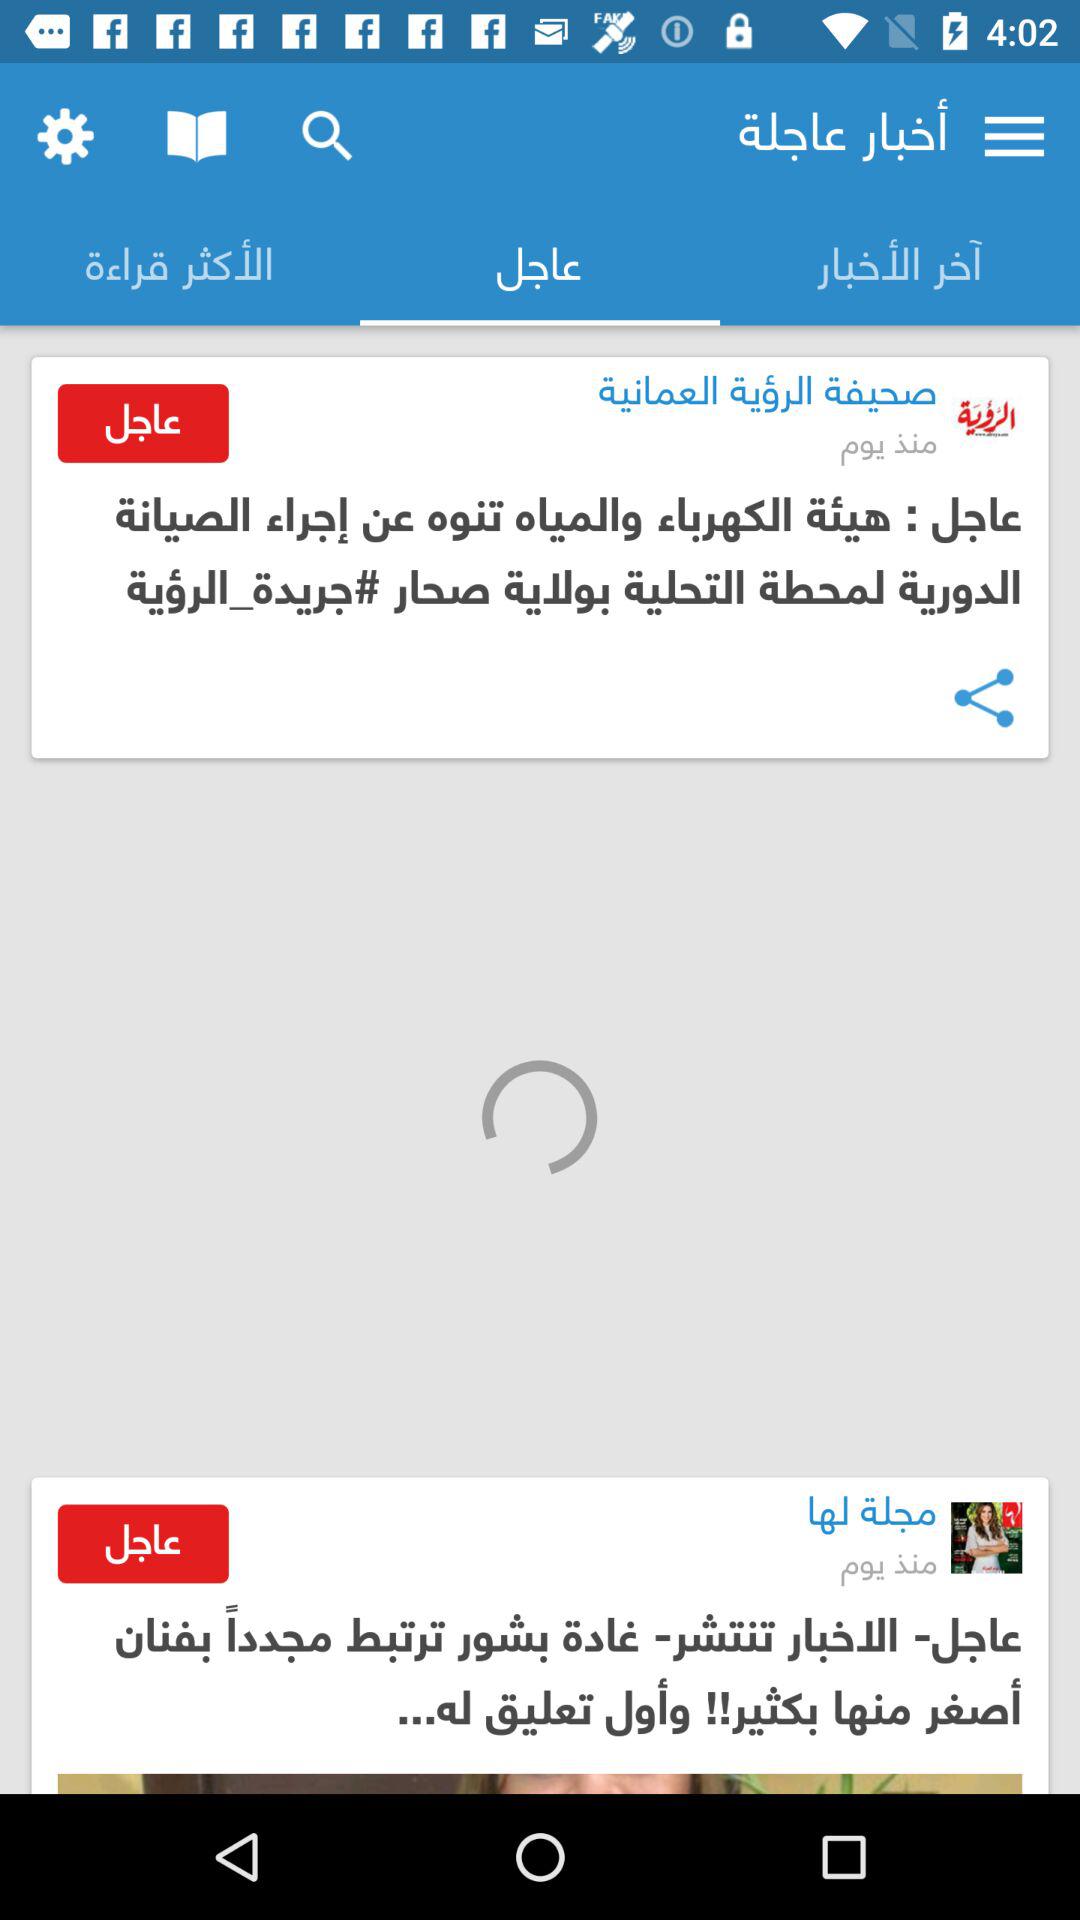 FAKE
4:02
أخبار عاجلة
آخر الأخبار
عاجل
الأكثر قراءة
الرؤية
صحيفة الرؤية العمانية
منذ يوم
عاجل
عاجل : هيئة الكهرباء والمياه تنوه عن إجراء الصيانة
الدورية لمحطة التحلية بولاية صحار #جريدة_الرؤية
مجلة لها
منذ يوم
عاجل
عاجل- الاخبار تنتشر- غادة بشور ترتبط مجدداً بفنان
أصغر منها بكثير!! وأول تعليق له...